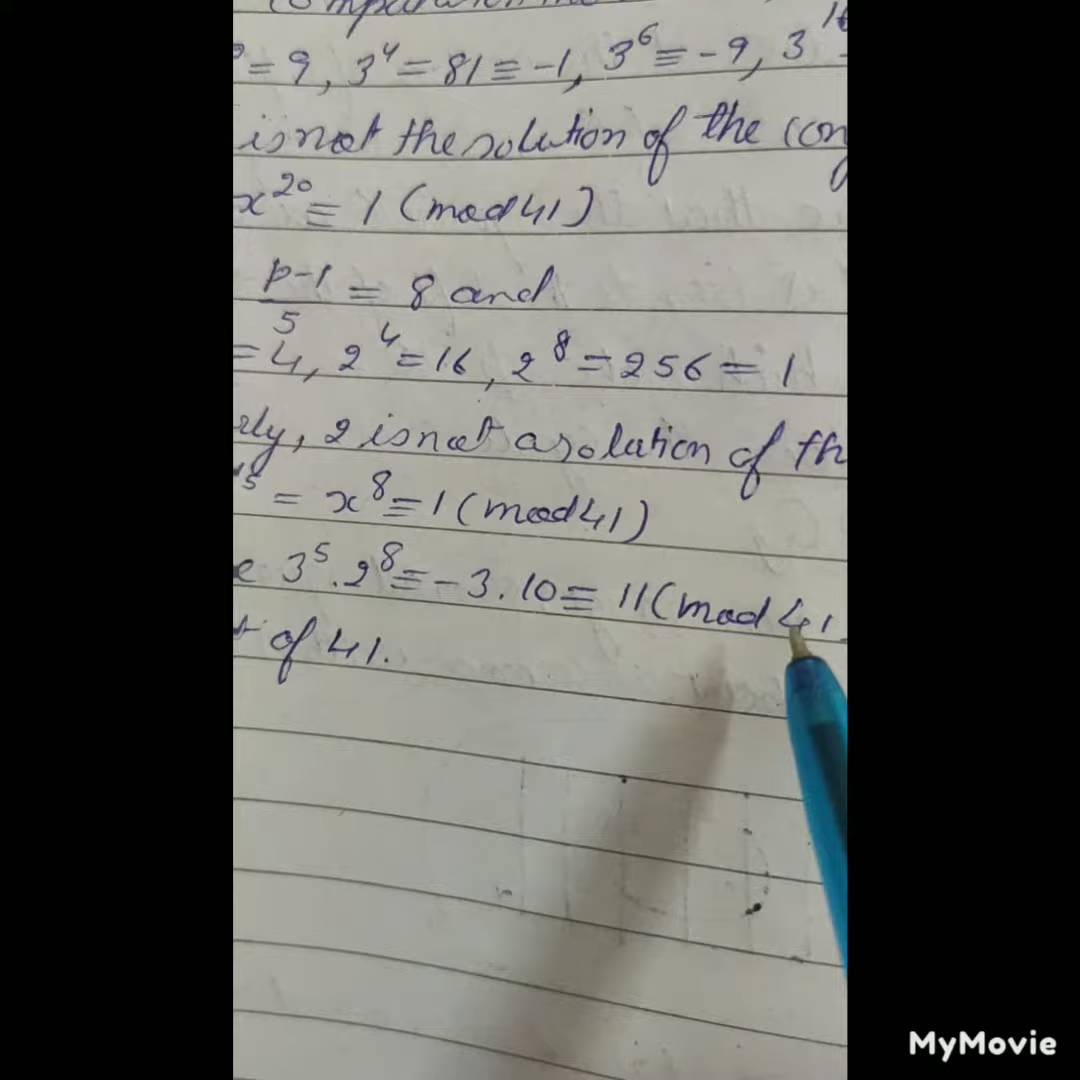 = 9, 3⁴ = 81 ≡ -1, 3⁶ ≡ -9, 3¹⁶
is not the solution of the con
x²⁰ ≡ 1 (mod 41)
p-1/5 = 8 and
= 4, 2⁴ = 16, 2⁸ = 256 = 1
rly, 2 is not a solution of th
= x⁸ ≡ 1 (mod 41)
e 3⁵. 2⁸ ≡ -3. 10 ≡ 11 (mod 41
of 41.
MyMovie